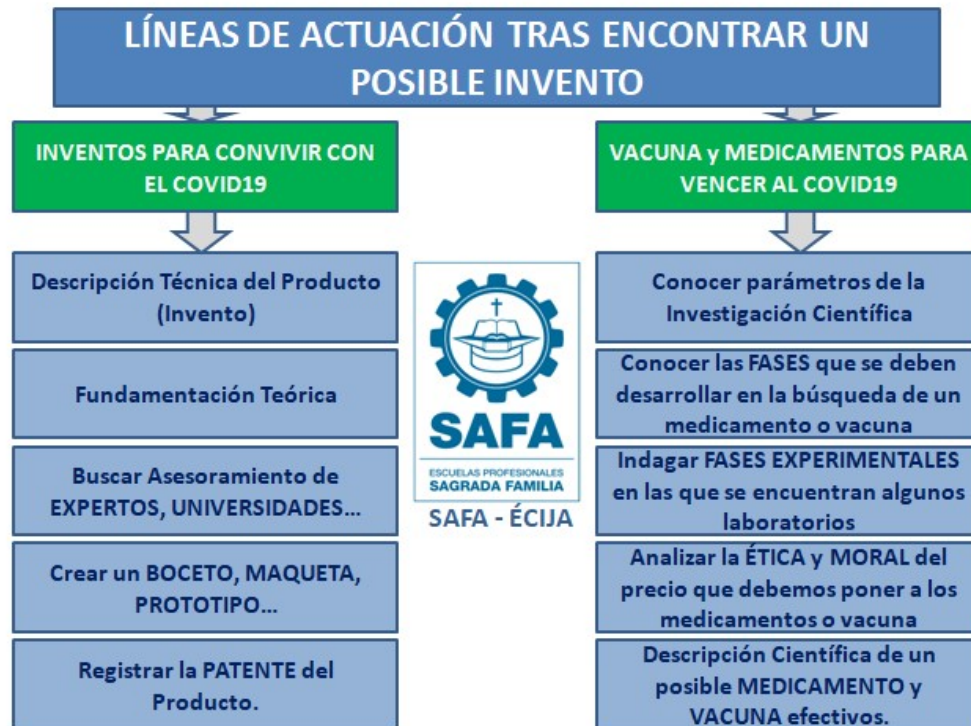 LÍNEAS DE ACTUACIÓN TRAS ENCONTRAR UN
POSIBLE INVENTO
INVENTOS PARA CONVIVIR CON
EL COVID19
Descripción Técnica del Producto
(Invento)
Fundamentación Teórica
Buscar Asesoramiento de
EXPERTOS, UNIVERSIDADES...
Crear un BOCETO, MAQUETA,
PROTOTIPO...
Registrar la PATENTE del
Producto.
SAFA
ESCUELAS PROFESIONALES
SAGRADA FAMILIA
SAFA - ÉCIJA
VACUNA y MEDICAMENTOS PARA
VENCER AL COVID19
Conocer parámetros de la
Investigación Científica
Conocer las FASES que se deben
desarrollar en la búsqueda de un
medicamento o vacuna
Indagar FASES EXPERIMENTALES
en las que se encuentran algunos
laboratorios
Analizar la ÉTICA y MORAL del
precio que debemos poner a los
medicamentos o vacuna
Descripción Científica de un
posible MEDICAMENTO y
VACUNA efectivos.